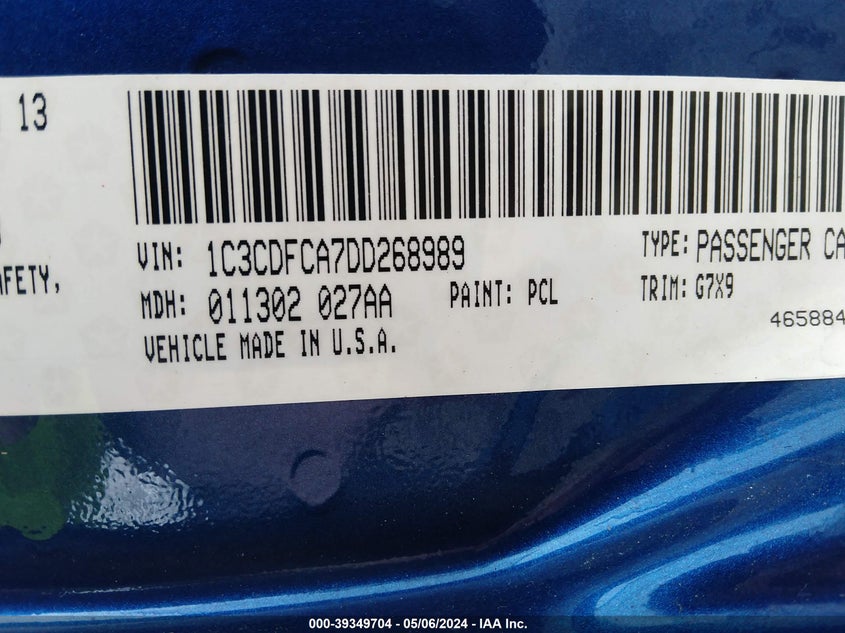 13
VIN: 1C3CDFCA7DD268989
TYPE: PASSENGER CA
AFETY,
MDH: 011302 027AA
PAINT: PCL
TRIM: G7X9
46588
VEHICLE MADE IN U.S.A.
000-39349704 - 05/06/2024 - IAA Inc.